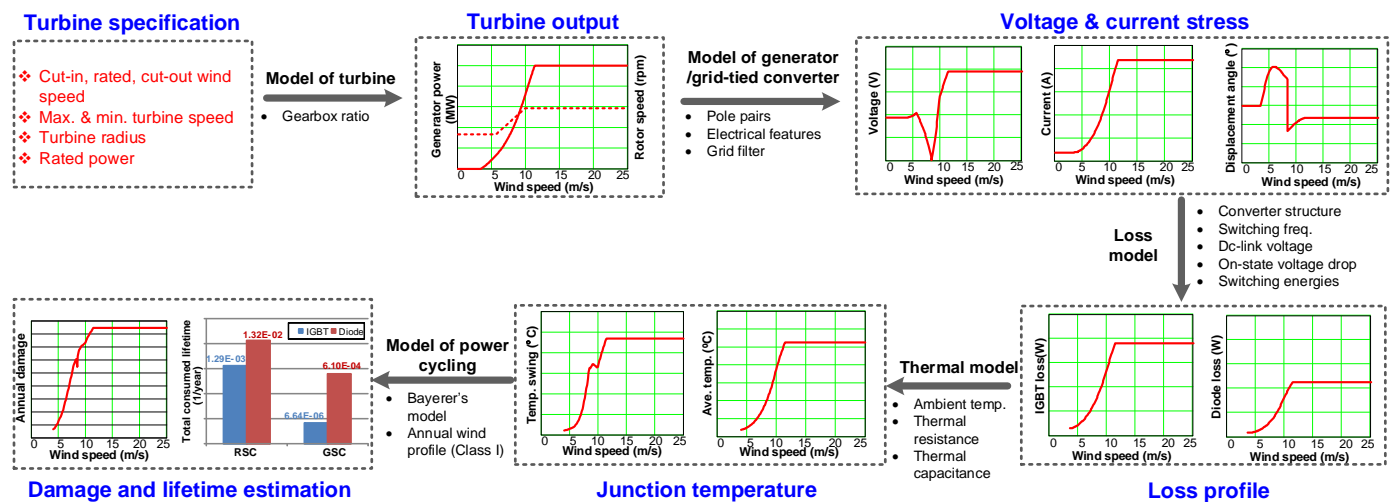 Turbine specification
❖ Cut-in, rated, cut-out wind
speed
❖ Max. & min. turbine speed
❖ Turbine radius
❖ Rated power
Model of turbine
• Gearbox ratio
Turbine output
Generator power
(MW)
Rotor speed (rpm)
0 5 10 15 20 25
Wind speed (m/s)
Model of generator
/grid-tied converter
• Pole pairs
• Electrical features
• Grid filter
Voltage & current stress
Voltage (V)
0 5 10 15 20 25
Wind speed (m/s)
Current (A)
0 5 10 15 20 25
Wind speed (m/s)
Displacement angle (°)
0 5 10 15 20 25
Wind speed (m/s)
Loss
model
• Converter structure
• Switching freq.
• Dc-link voltage
• On-state voltage drop
• Switching energies
IGBT loss(W)
0 5 10 15 20 25
Wind speed (m/s)
Diode loss (W)
0 5 10 15 20 25
Wind speed (m/s)
Loss profile
Thermal model
• Ambient temp.
• Thermal
resistance
• Thermal
capacitance
Temp. swing (°C)
0 5 10 15 20 25
Wind speed (m/s)
Ave. temp. (°C)
0 5 10 15 20 25
Wind speed (m/s)
Junction temperature
Model of power
cycling
• Bayerer's
model
• Annual wind
profile (Class I)
Annual damage
0 5 10 15 20 25
Wind speed (m/s)
Total consumed lifetime
(1/year)
IGBT Diode
1.29E-03
1.32E-02
6.64E-06
6.10E-04
RSC GSC
Damage and lifetime estimation